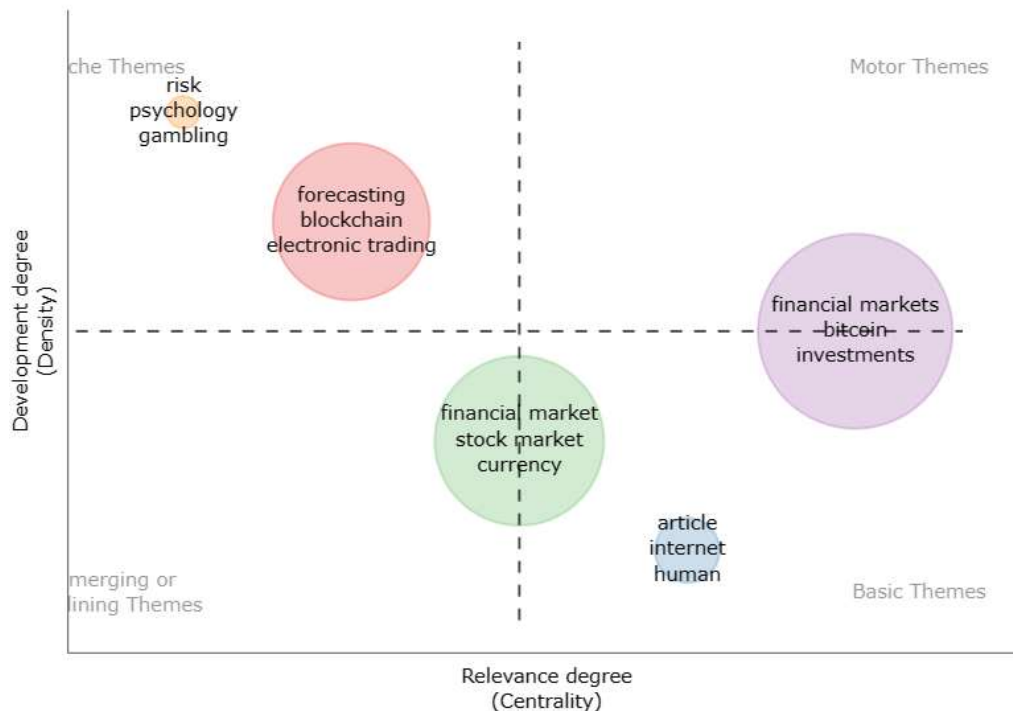 che Themes
Motor Themes
risk
psychology
gambling
forecasting
blockchain
electronic trading
financial markets
bitcoin
investments
financial market
stock market
currency
article
internet
human
merging or
lining Themes
Basic Themes
Development degree
(Density)
Relevance degree
(Centrality)